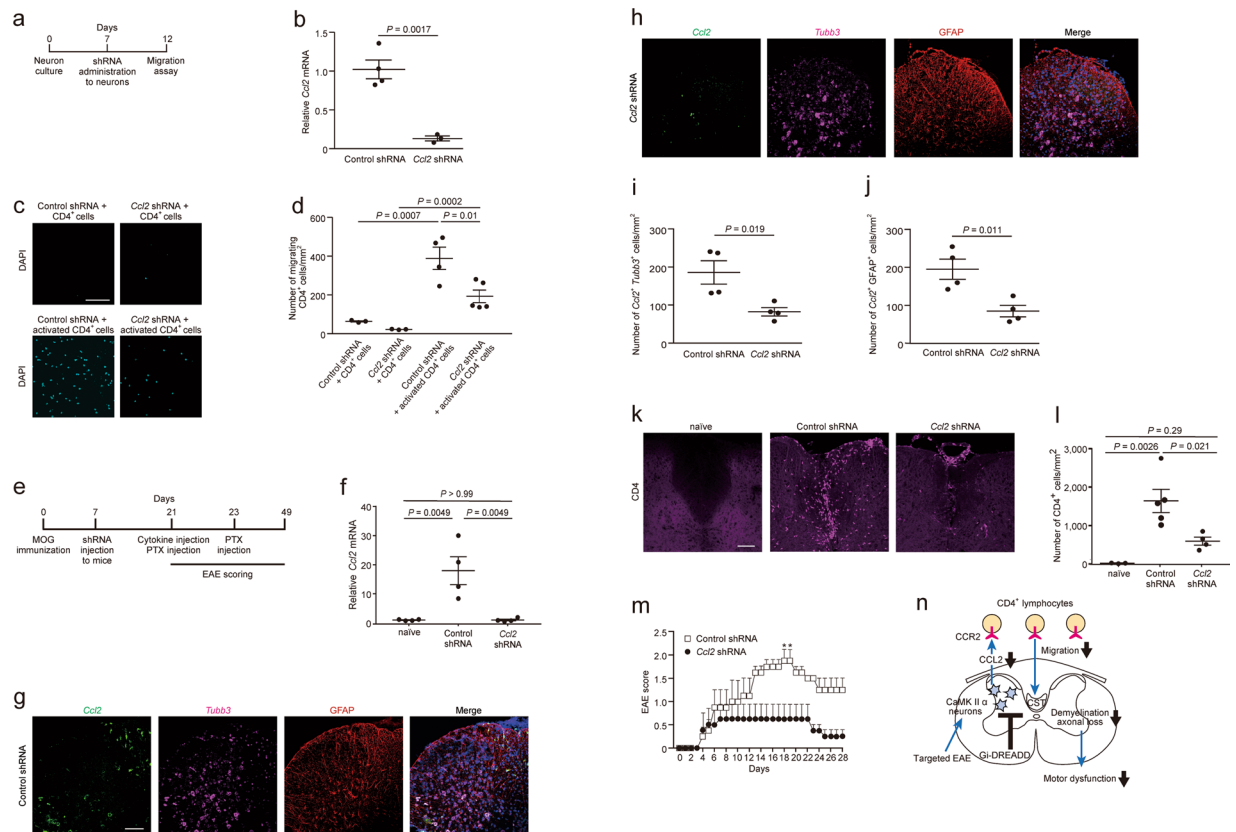 a
Days
0 7 12
Neuron culture
shRNA administration to neurons
Migration assay
b
P = 0.0017
Relative Ccl2 mRNA
1.5
1.0
0.5
0
Control shRNA Ccl2 shRNA
c
Control shRNA + CD4+ cells
Ccl2 shRNA + CD4+ cells
DAPI
Control shRNA + activated CD4+ cells
Ccl2 shRNA + activated CD4+ cells
DAPI
d
P = 0.0002
P = 0.0007 P = 0.01
Number of migrating CD4+ cells/mm2
600
400
200
0
Control shRNA + CD4+ cells
Ccl2 shRNA + CD4+ cells
Control shRNA + activated CD4+ cells
Ccl2 shRNA + activated CD4+ cells
e
Days
0 7 21 23 49
MOG immunization
shRNA injection to mice
Cytokine injection PTX injection
PTX injection
EAE scoring
f
P > 0.99
P = 0.0049 P = 0.0049
Relative Ccl2 mRNA
40
30
20
10
0
naïve
Control shRNA
Ccl2 shRNA
g
Ccl2 Tubb3 GFAP Merge
Control shRNA
h
Ccl2 Tubb3 GFAP Merge
Ccl2 shRNA
i
P = 0.019
Number of Ccl2+ Tubb3+ cells/mm2
300
200
100
0
Control shRNA Ccl2 shRNA
j
P = 0.011
Number of Ccl2+ GFAP+ cells/mm2
300
200
100
0
Control shRNA Ccl2 shRNA
k
naïve Control shRNA Ccl2 shRNA
CD4
l
P = 0.29
P = 0.0026 P = 0.021
Number of CD4+ cells/mm2
3,000
2,000
1,000
0
naïve
Control shRNA
Ccl2 shRNA
m
Control shRNA
Ccl2 shRNA
**
EAE score
2.5
2.0
1.5
1.0
0.5
0
0 2 4 6 8 10 12 14 16 18 20 22 24 26 28
Days
n
CD4+ lymphocytes
CCR2
CCL2
Migration
CaMK II α neurons
CST
Demyelination axonal loss
Targeted EAE
Gi-DREADD
Motor dysfunction